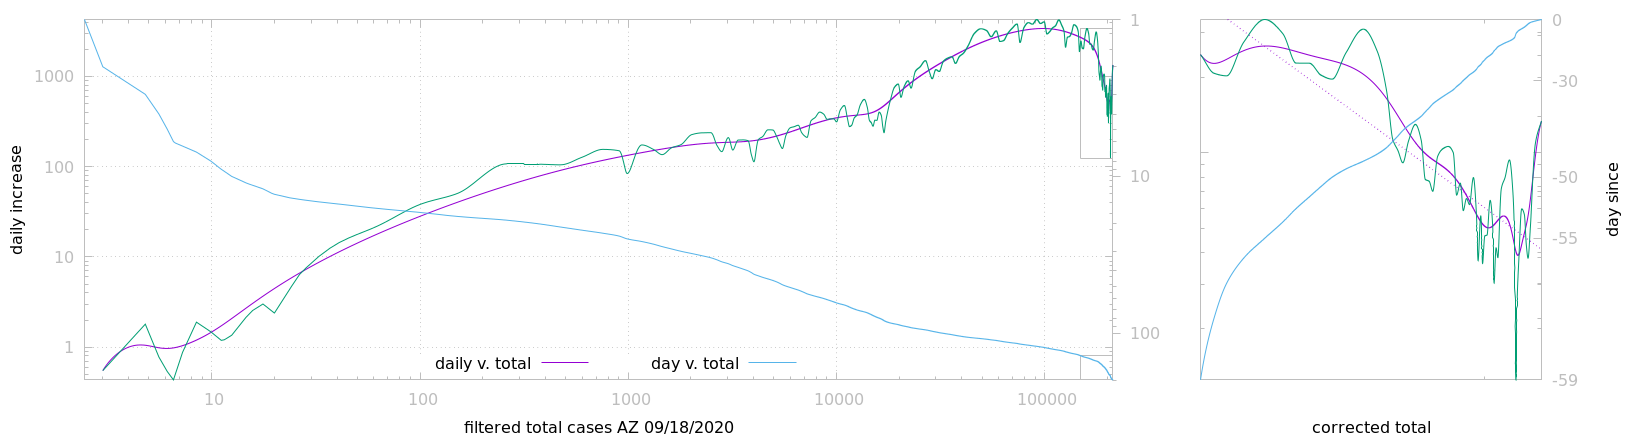 daily increase
1000
100
10
1
10
100
1000
10000
100000
1
10
100
daily v. total
day v. total
filtered total cases AZ 09/18/2020
0
-30
-50
-55
-59
day since
corrected total